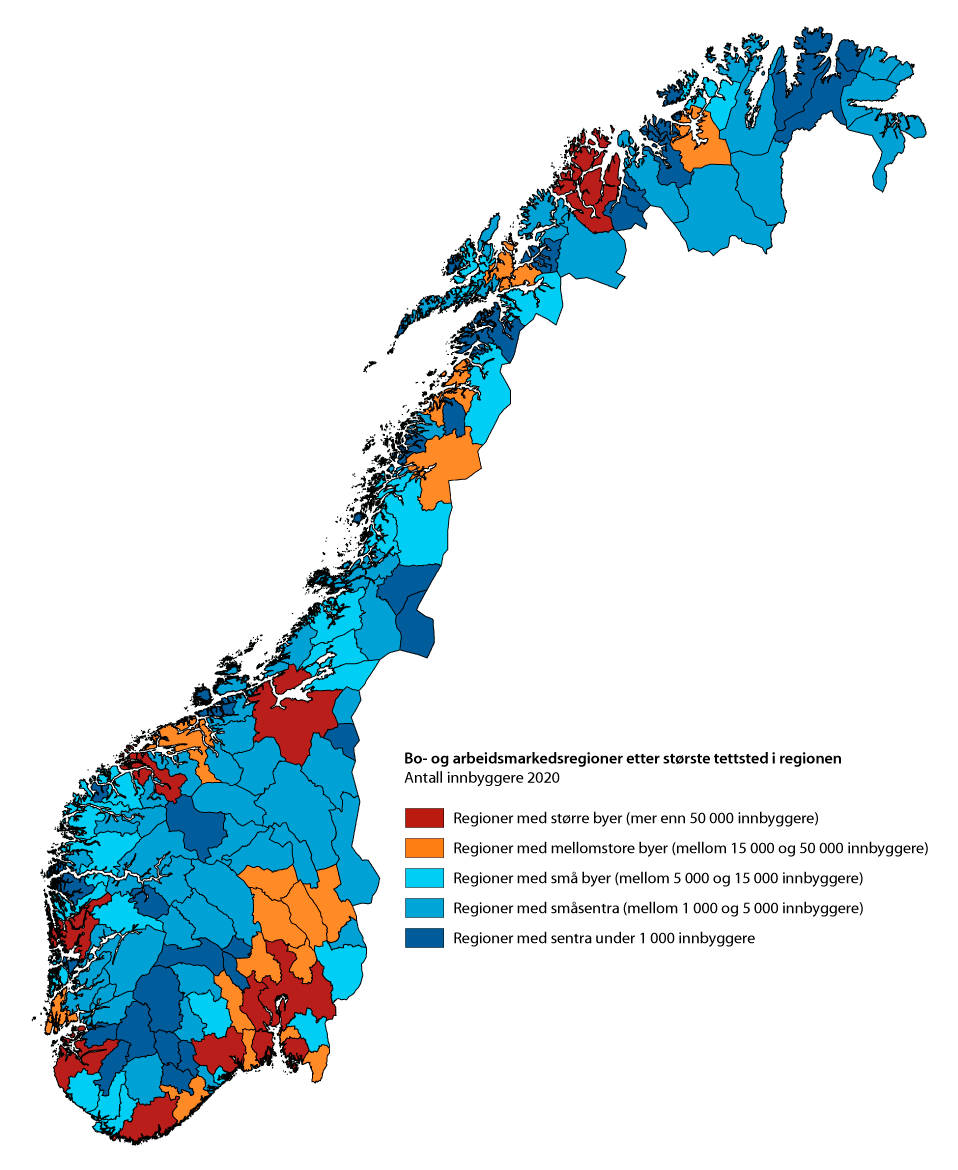 Bo- og arbeidsmarkedsregioner etter største tettsted i regionen
Antall innbyggere 2020
Regioner med større byer (mer enn 50 000 innbyggere)
Regioner med mellomstore byer (mellom 15 000 og 50 000 innbyggere)
Regioner med små byer (mellom 5 000 og 15 000 innbyggere)
Regioner med småsentra (mellom 1 000 og 5 000 innbyggere)
Regioner med sentra under 1 000 innbyggere